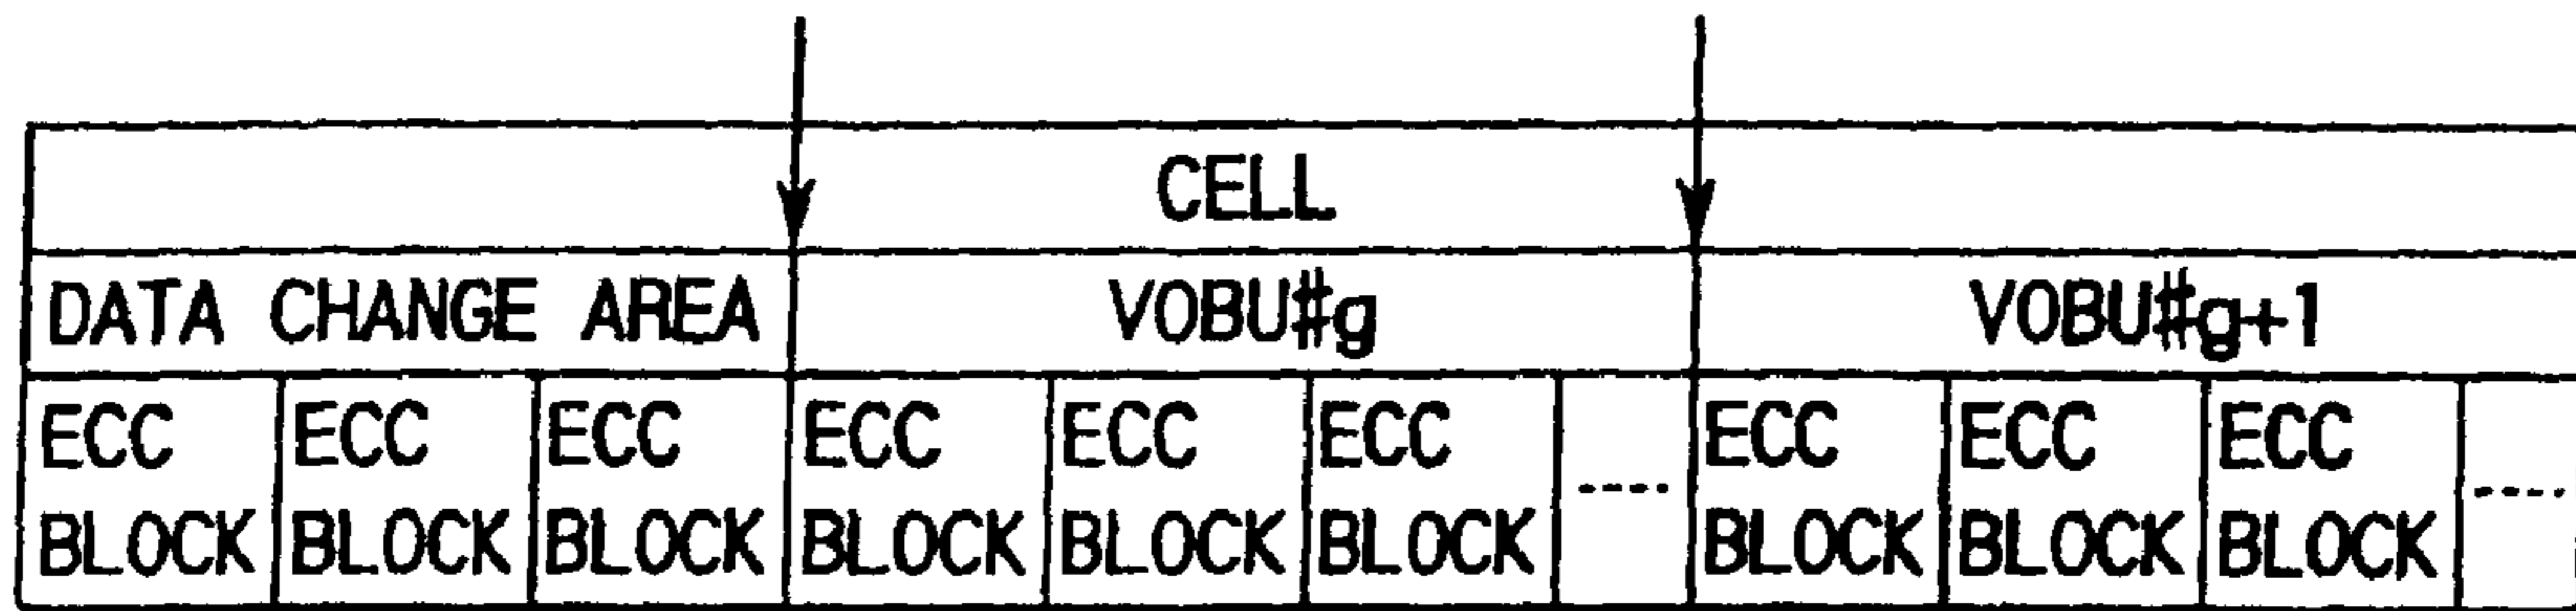 CELL
DATA CHANGE AREA VOBU#g VOBU#g+1
ECC ECC ECC ECC ECC ECC ---- ECC ECC ECC ----
BLOCK BLOCK BLOCK BLOCK BLOCK BLOCK BLOCK BLOCK BLOCK